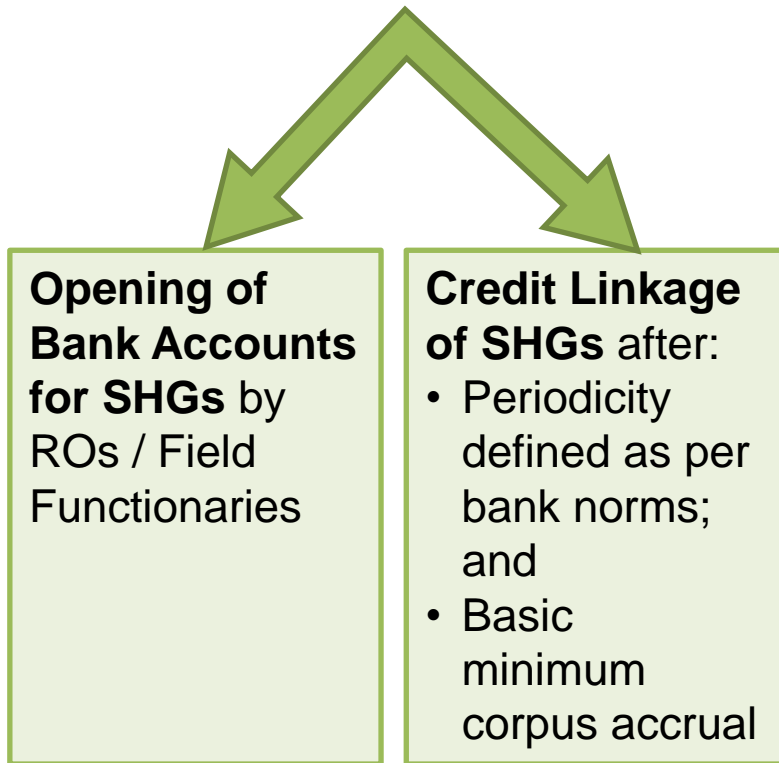 Opening of
Bank Accounts
for SHGs by
ROs / Field
Functionaries
Credit Linkage
of SHGs after:
• Periodicity
defined as per
bank norms;
and
• Basic
minimum
corpus accrual